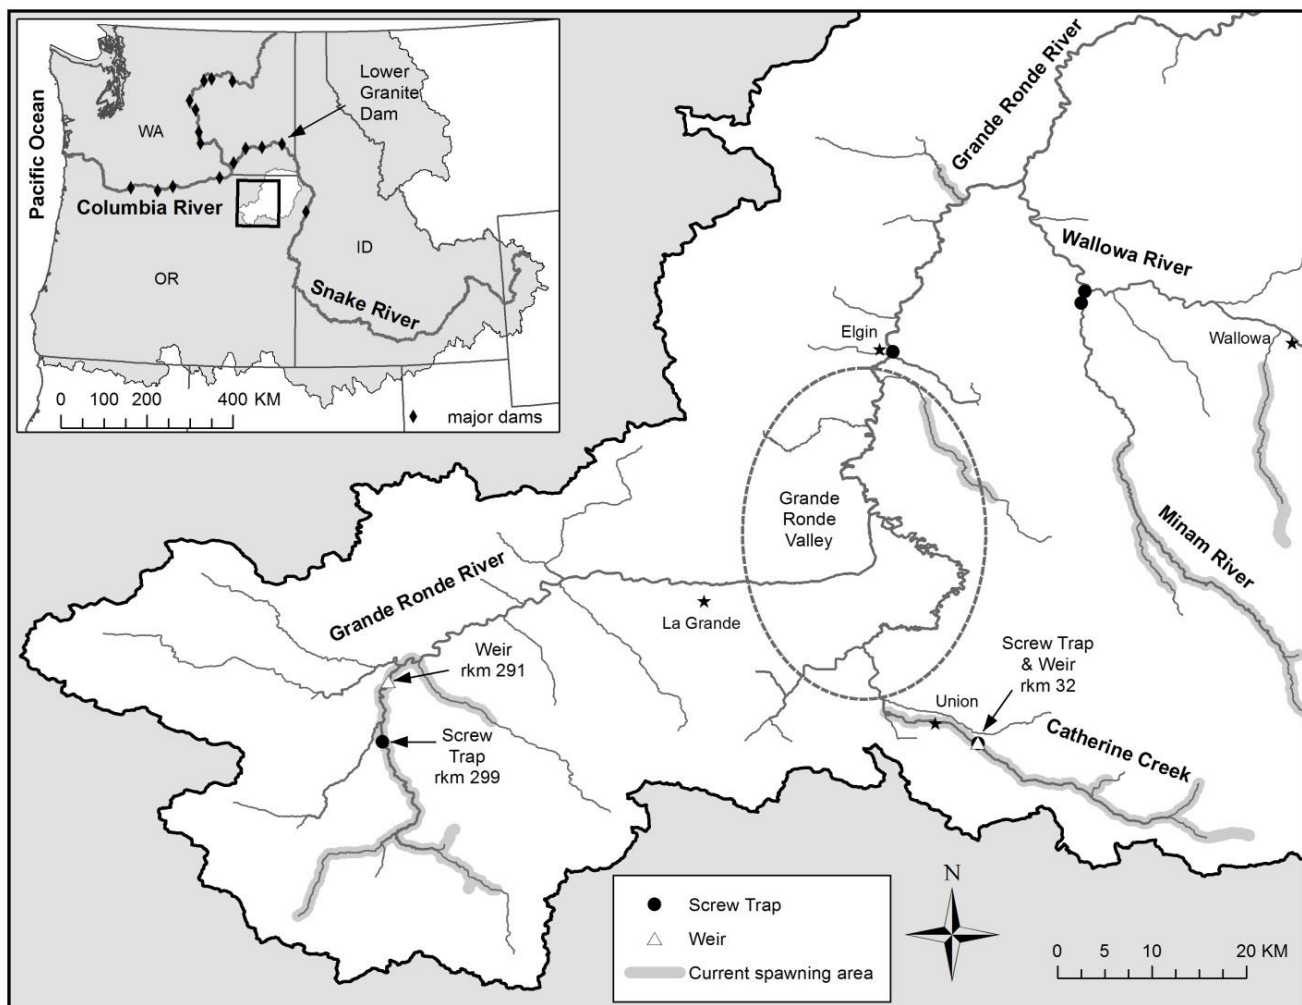 Pacific Ocean
WA
Lower
Granite
Dam
Columbia River
OR
ID
Snake River
0 100 200 400 KM
major dams
Grande Ronde River
Wallowa River
Elgin
Wallowa
Grande
Ronde
Valley
Minam River
Grande Ronde River
La Grande
Weir
rkm 291
Screw
Trap
rkm 299
Screw Trap
& Weir
rkm 32
Union
Catherine Creek
Screw Trap
Weir
Current spawning area
N
0 5 10 20 KM